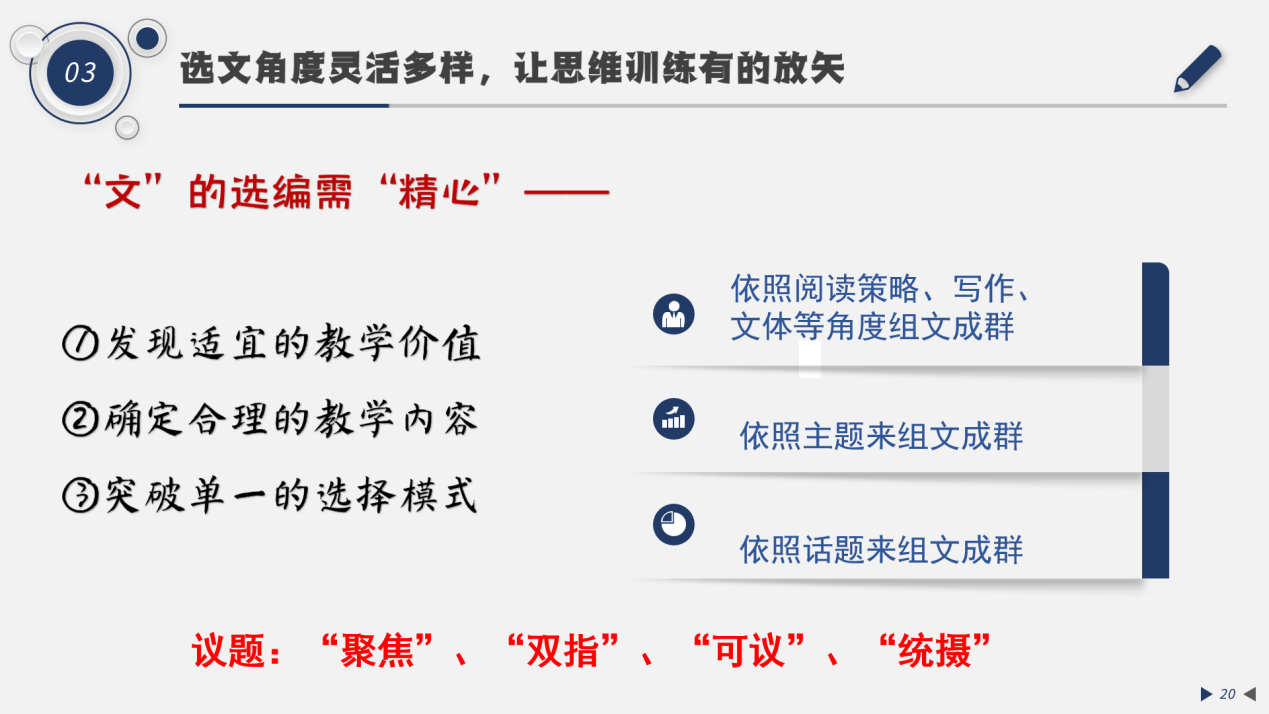 03
选文角度灵活多样，让思维训练有的放矢
“文”的选编需“精心”——
①发现适宜的教学价值
②确定合理的教学内容
③突破单一的选择模式
依照阅读策略、写作、
文体等角度组文成群
依照主题来组文成群
依照话题来组文成群
议题：“聚焦”、“双指”、“可议”、“统摄”
20